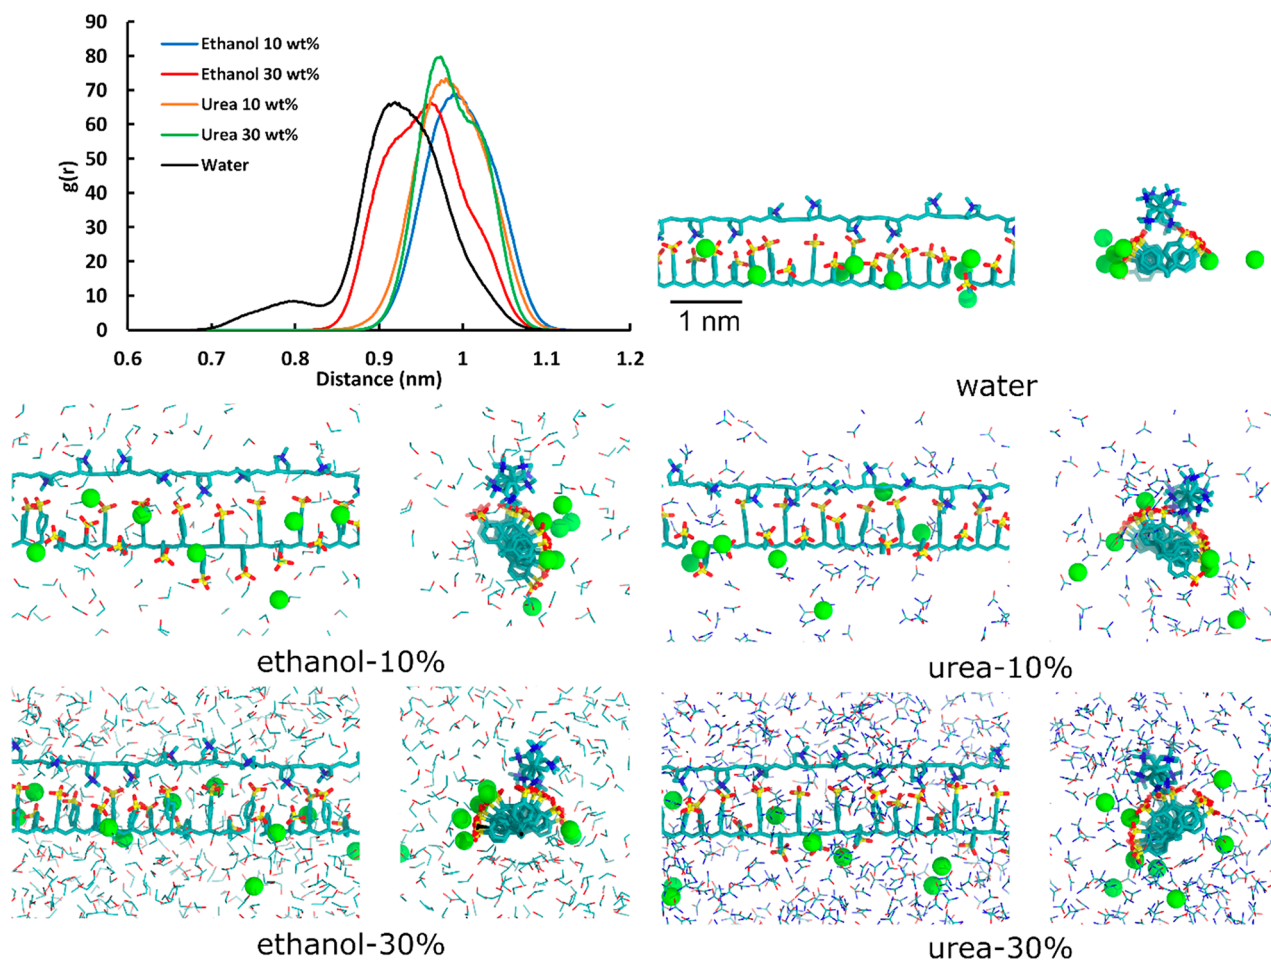 90
80
70
60
50
40
30
20
10
0
g(r)
Ethanol 10 wt%
Ethanol 30 wt%
Urea 10 wt%
Urea 30 wt%
Water
0.6 0.7 0.8 0.9 1 1.1 1.2
Distance (nm)
1 nm
water
ethanol-10%
urea-10%
ethanol-30%
urea-30%